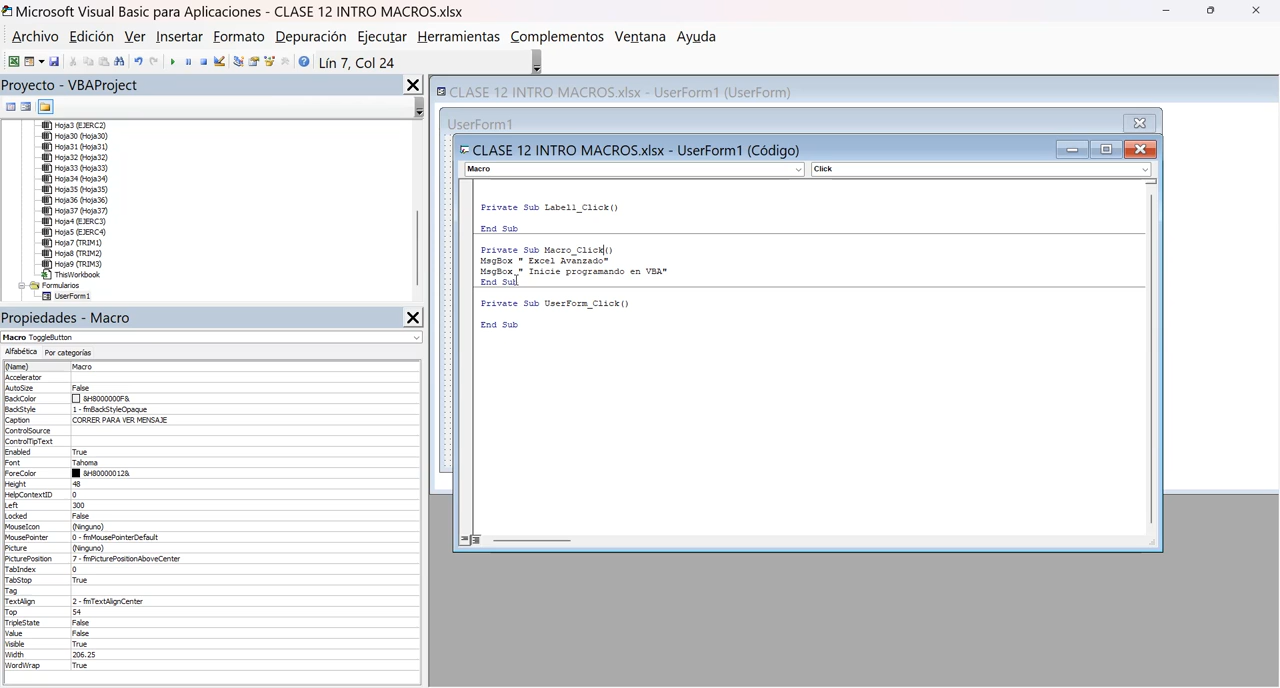 Microsoft Visual Basic para Aplicaciones - CLASE 12 INTRO MACROS.xlsx
Archivo Edición Ver Insertar Formato Depuración Ejecutar Herramientas Complementos Ventana Ayuda
Lín 7, Col 24
Proyecto - VBAProject
Hoja3 (EJERC2)
Hoja30 (Hoja30)
Hoja31 (Hoja31)
Hoja32 (Hoja32)
Hoja33 (Hoja33)
Hoja34 (Hoja34)
Hoja35 (Hoja35)
Hoja36 (Hoja36)
Hoja37 (Hoja37)
Hoja4 (EJERC3)
Hoja5 (EJERC4)
Hoja7 (TRIM1)
Hoja8 (TRIM2)
Hoja9 (TRIM3)
ThisWorkbook
Formularios
UserForm1
Propiedades - Macro
Macro ToggleButton
Alfabética Por categorías
(Name) Macro
Accelerator
AutoSize False
BackColor &H8000000F&
BackStyle 1 - fmBackStyleOpaque
Caption CORRER PARA VER MENSAJE
ControlSource
ControlTipText
Enabled True
Font Tahoma
ForeColor &H80000012&
Height 48
HelpContextID 0
Left 300
Locked False
MouseIcon (Ninguno)
MousePointer 0 - fmMousePointerDefault
Picture (Ninguno)
PicturePosition 7 - fmPicturePositionAboveCenter
TabIndex 0
TabStop True
Tag
TextAlign 2 - fmTextAlignCenter
Top 54
TripleState False
Value False
Visible True
Width 206.25
WordWrap True
CLASE 12 INTRO MACROS.xlsx - UserForm1 (UserForm)
UserForm1
CLASE 12 INTRO MACROS.xlsx - UserForm1 (Código)
Macro Click
Private Sub Label1_Click()
End Sub
Private Sub Macro_Click()
MsgBox " Excel Avanzado"
MsgBox " Inicie programando en VBA"
End Sub
Private Sub UserForm_Click()
End Sub